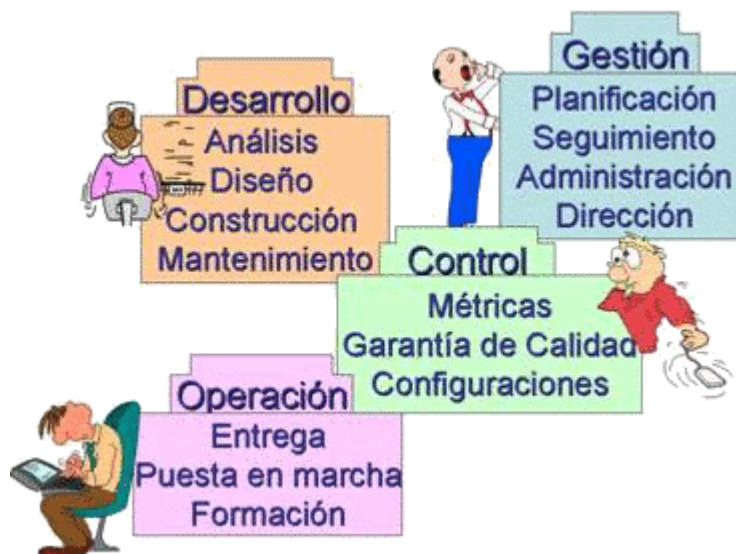 Desarrollo
Análisis
Diseño
Construcción
Mantenimiento
Gestión
Planificación
Seguimiento
Administración
Dirección
Control
Métricas
Garantía de Calidad
Configuraciones
Operación
Entrega
Puesta en marcha
Formación